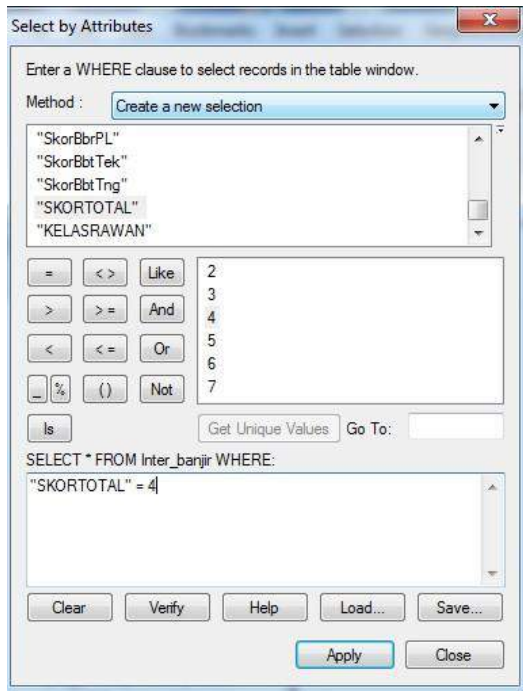 Select by Attributes
Enter a WHERE clause to select records in the table window.
Method : Create a new selection
"SkorBbrPL"
"SkorBbtTek"
"SkorBbtTng"
"SKORTOTAL"
"KELASRAWAN"
= < > Like
> > = And
< < = Or
_ % () Not
Is
2
3
4
5
6
7
Get Unique Values Go To:
SELECT * FROM Inter_banjir WHERE:
"SKORTOTAL" = 4
Clear Verify Help Load... Save...
Apply Close